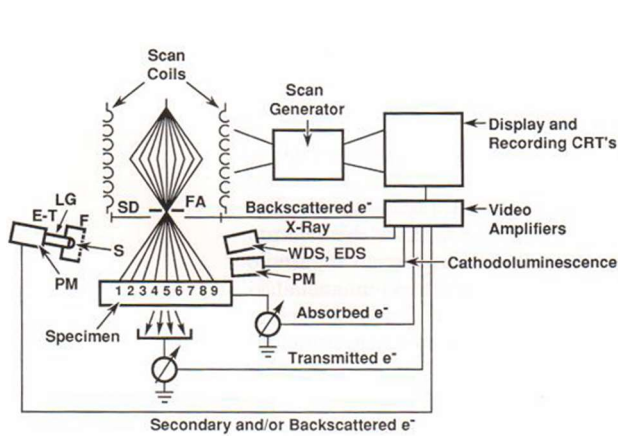 Scan
Coils
Scan
Generator
Display and
Recording CRT's
LG
E-T
F
SD
FA
Backscattered e⁻
X-Ray
Video
Amplifiers
S
WDS, EDS
Cathodoluminescence
PM
PM
1 2 3 4 5 6 7 8 9
Absorbed e⁻
Specimen
Transmitted e⁻
Secondary and/or Backscattered e⁻